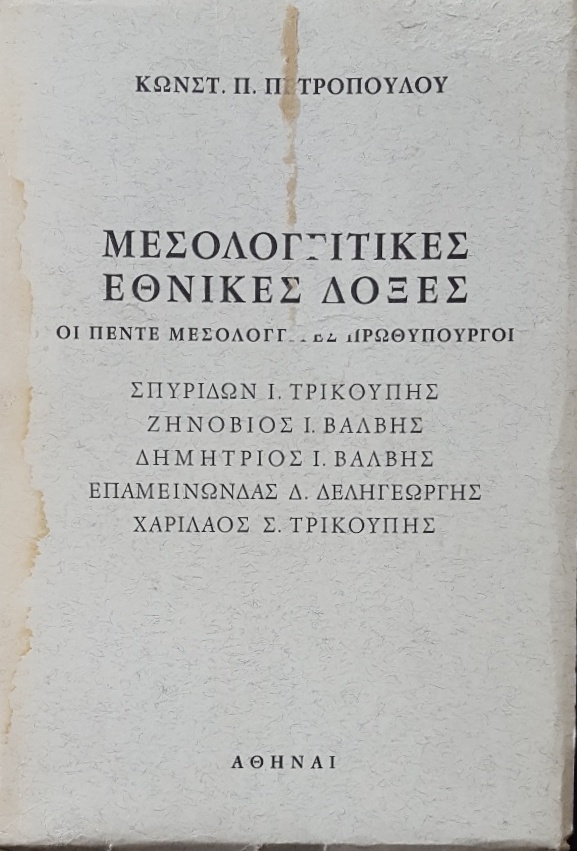 ΚΩΝΣΤ. Π. ΠΕΤΡΟΠΟΥΛΟΥ
ΜΕΣΟΛΟΓΓΙΤΙΚΕΣ
ΕΘΝΙΚΕΣ ΔΟΞΕΣ
ΟΙ ΠΕΝΤΕ ΜΕΣΟΛΟΓΓΙΤΕΣ ΠΡΩΘΥΠΟΥΡΓΟΙ
ΣΠΥΡΙΔΩΝ Ι. ΤΡΙΚΟΥΠΗΣ
ΖΗΝΟΒΙΟΣ Ι. ΒΑΛΒΗΣ
ΔΗΜΗΤΡΙΟΣ Ι. ΒΑΛΒΗΣ
ΕΠΑΜΕΙΝΩΝΔΑΣ Δ. ΔΕΛΗΓΕΩΡΓΗΣ
ΧΑΡΙΛΑΟΣ Σ. ΤΡΙΚΟΥΠΗΣ
ΑΘΗΝΑΙ